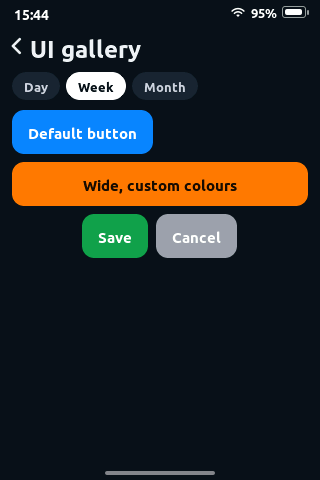 15:44 95%
UI gallery
Day Week Month
Default button
Wide, custom colours
Save Cancel